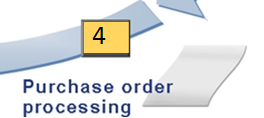 4
Purchase order
processing